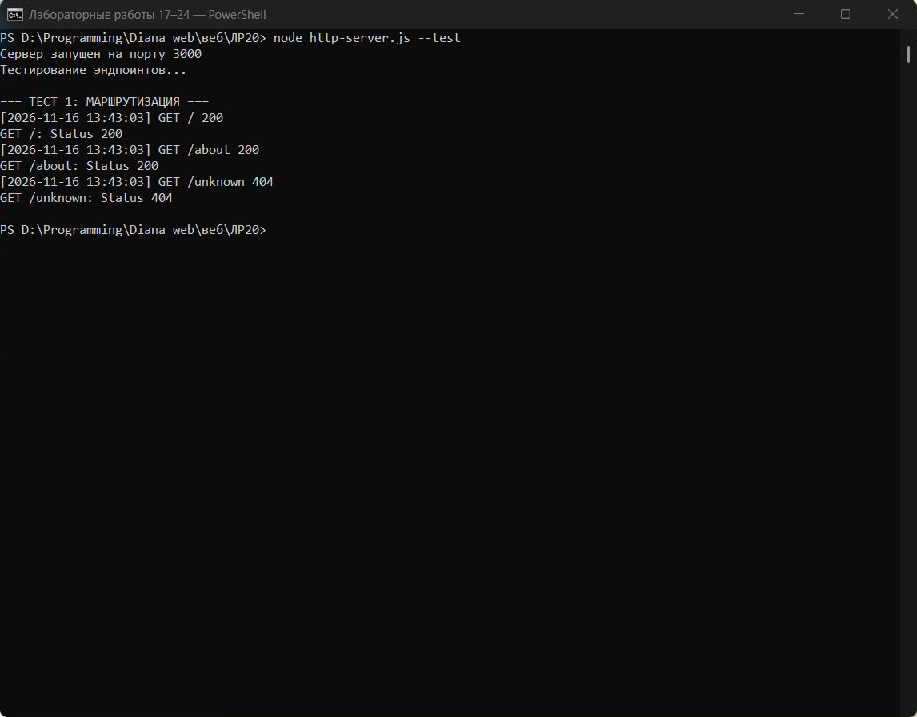 Лабораторные работы 17–24 — PowerShell
PS D:\Programming\Diana web\веб\ЛР20> node http-server.js --test
Сервер запущен на порту 3000
Тестирование эндпоинтов...
=== ТЕСТ 1: МАРШРУТИЗАЦИЯ ===
[2026-11-16 13:43:03] GET / 200
GET /: Status 200
[2026-11-16 13:43:03] GET /about 200
GET /about: Status 200
[2026-11-16 13:43:03] GET /unknown 404
GET /unknown: Status 404
PS D:\Programming\Diana web\веб\ЛР20>